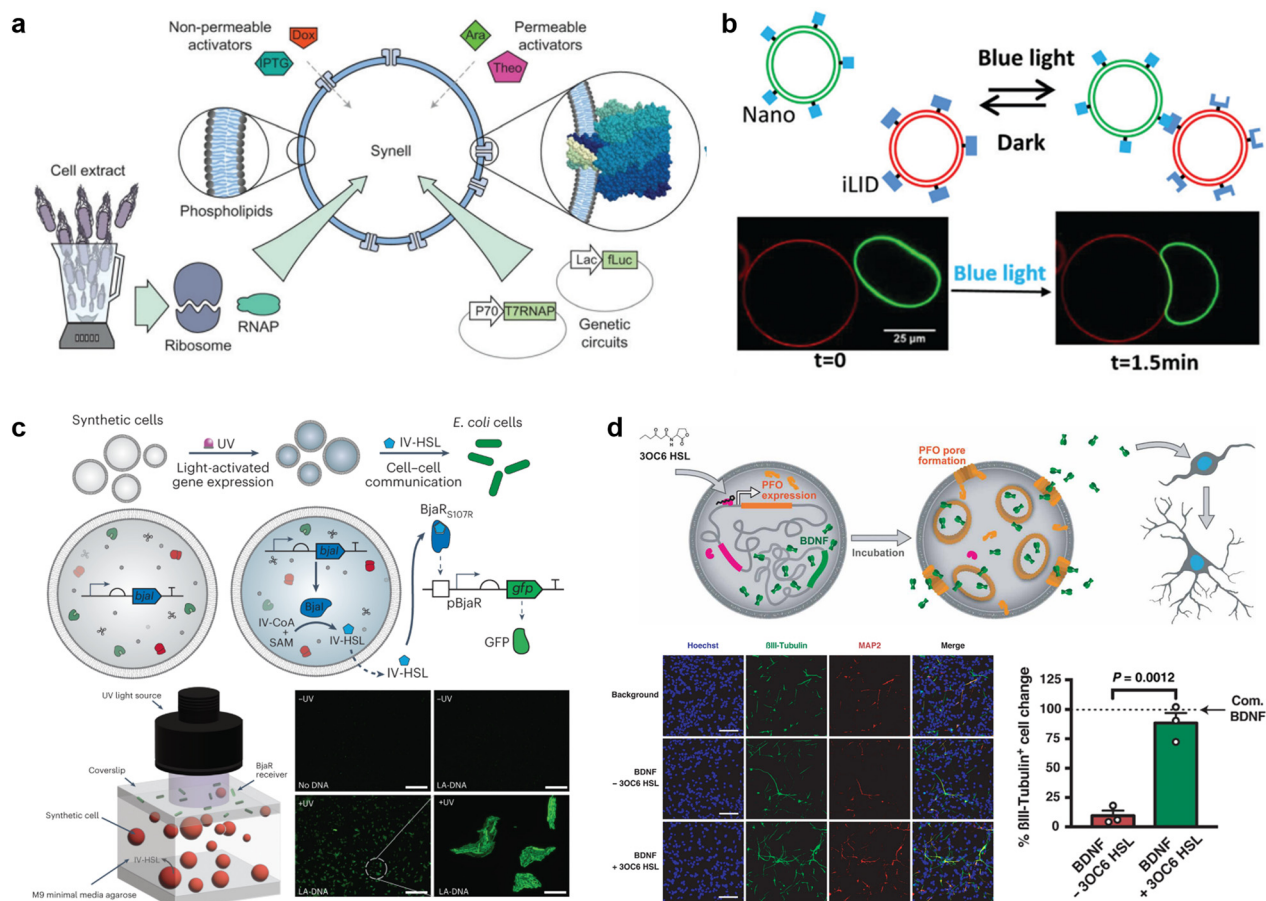 a
Non-permeable
activators
Dox
IPTG
Ara
Permeable
activators
Theo
Synell
Phospholipids
Cell extract
Ribosome
RNAP
Lac
fLuc
P70
T7RNAP
Genetic
circuits
b
Nano
iLID
Blue light
Dark
Blue light
25 µm
t=0
t=1.5min
c
Synthetic cells
UV
Light-activated
gene expression
IV-HSL
Cell–cell
communication
E. coli cells
bjaI
bjaI
BjaI
IV-CoA
+
SAM
IV-HSL
IV-HSL
BjaRS107R
pBjaR
gfp
GFP
UV light source
Coverslip
BjaR
receiver
Synthetic cell
IV-HSL
M9 minimal media agarose
–UV
No DNA
–UV
LA-DNA
+UV
LA-DNA
+UV
LA-DNA
d
3OC6 HSL
PFO
expression
BDNF
Incubation
PFO pore
formation
Hoechst
ßIII-Tubulin
MAP2
Merge
Background
BDNF
– 3OC6 HSL
BDNF
+ 3OC6 HSL
P = 0.0012
Com.
BDNF
% ßIII-Tubulin+ cell change
100
75
50
25
0
BDNF
– 3OC6 HSL
BDNF
+ 3OC6 HSL